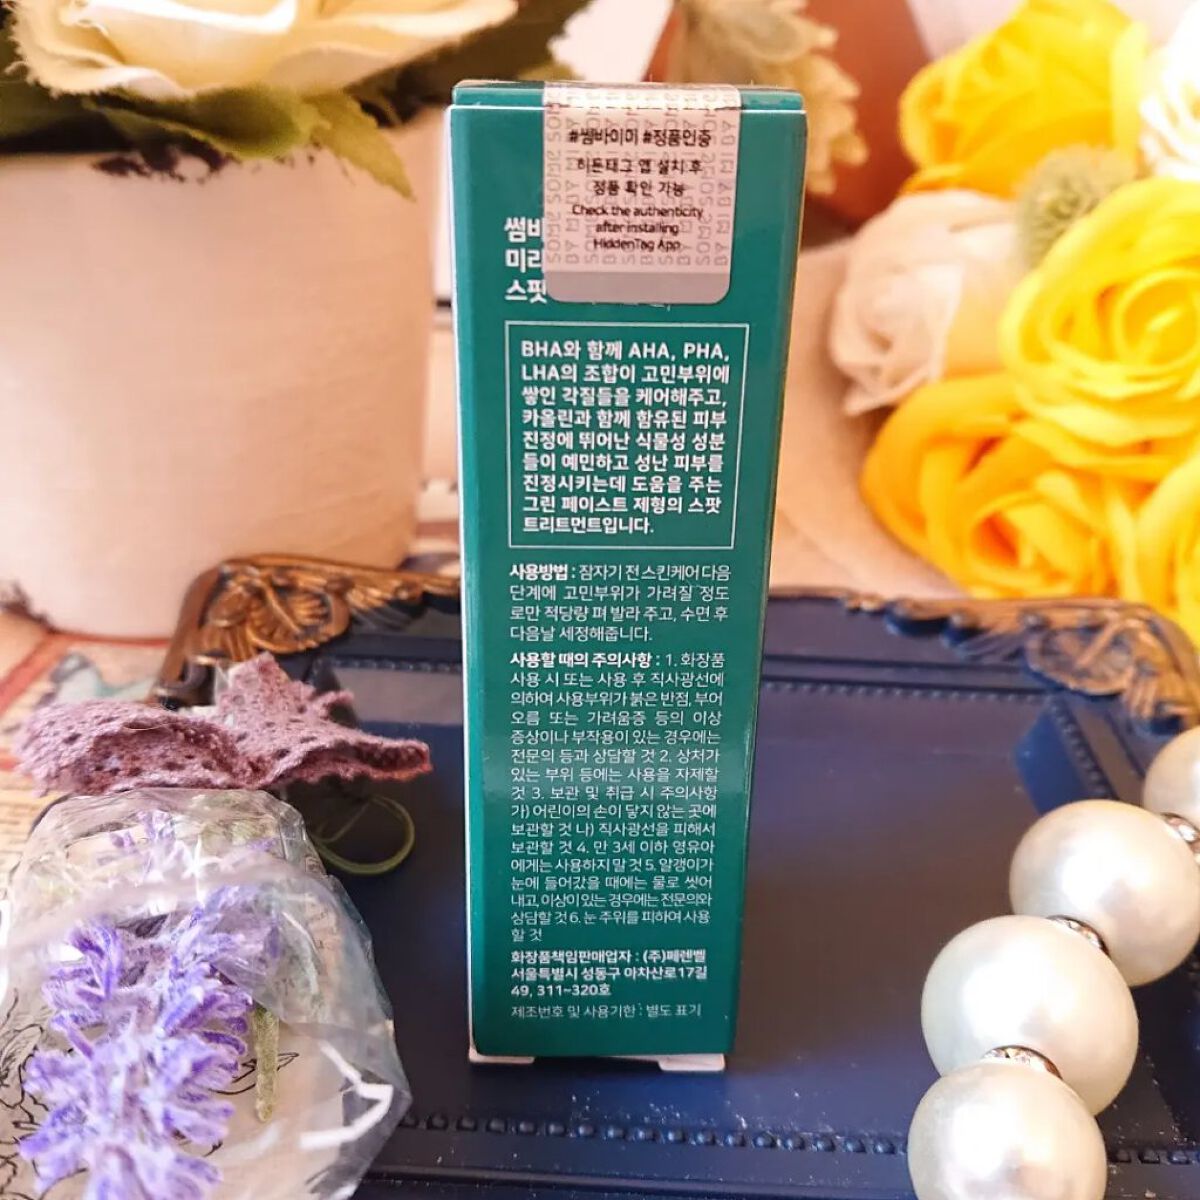 #썸바이미 #정품인증
히든태그 앱 설치 후
정품 확인 가능
Check the authenticity
after installing
HiddenTag App
썸바
미라
스팟
BHA와 함께 AHA, PHA,
LHA의 조합이 고민부위에
쌓인 각질들을 케어해주고,
카올린과 함께 함유된 피부
진정에 뛰어난 식물성 성분
들이 예민하고 성난 피부를
진정시키는데 도움을 주는
그린 페이스트 제형의 스팟
트리트먼트입니다.
사용방법 : 잠자기 전 스킨케어 다음
단계에 고민부위가 가려질 정도
로만 적당량 펴 발라 주고, 수면 후
다음날 세정해줍니다.
사용할 때의 주의사항 : 1. 화장품
사용 시 또는 사용 후 직사광선에
의하여 사용부위가 붉은 반점, 부어
오름 또는 가려움증 등의 이상
증상이나 부작용이 있는 경우에는
전문의 등과 상담할 것 2. 상처가
있는 부위 등에는 사용을 자제할
것 3. 보관 및 취급 시 주의사항
가) 어린이의 손이 닿지 않는 곳에
보관할 것 나) 직사광선을 피해서
보관할 것 4. 만 3세 이하 영유아
에게는 사용하지 말 것 5. 알갱이가
눈에 들어갔을 때에는 물로 씻어
내고, 이상이 있는 경우에는 전문의와
상담할 것 6. 눈 주위를 피하여 사용
할 것
화장품책임판매업자 : (주)페렌벨
서울특별시 성동구 아차산로17길
49, 311~320호
제조번호 및 사용기한 : 별도 표기